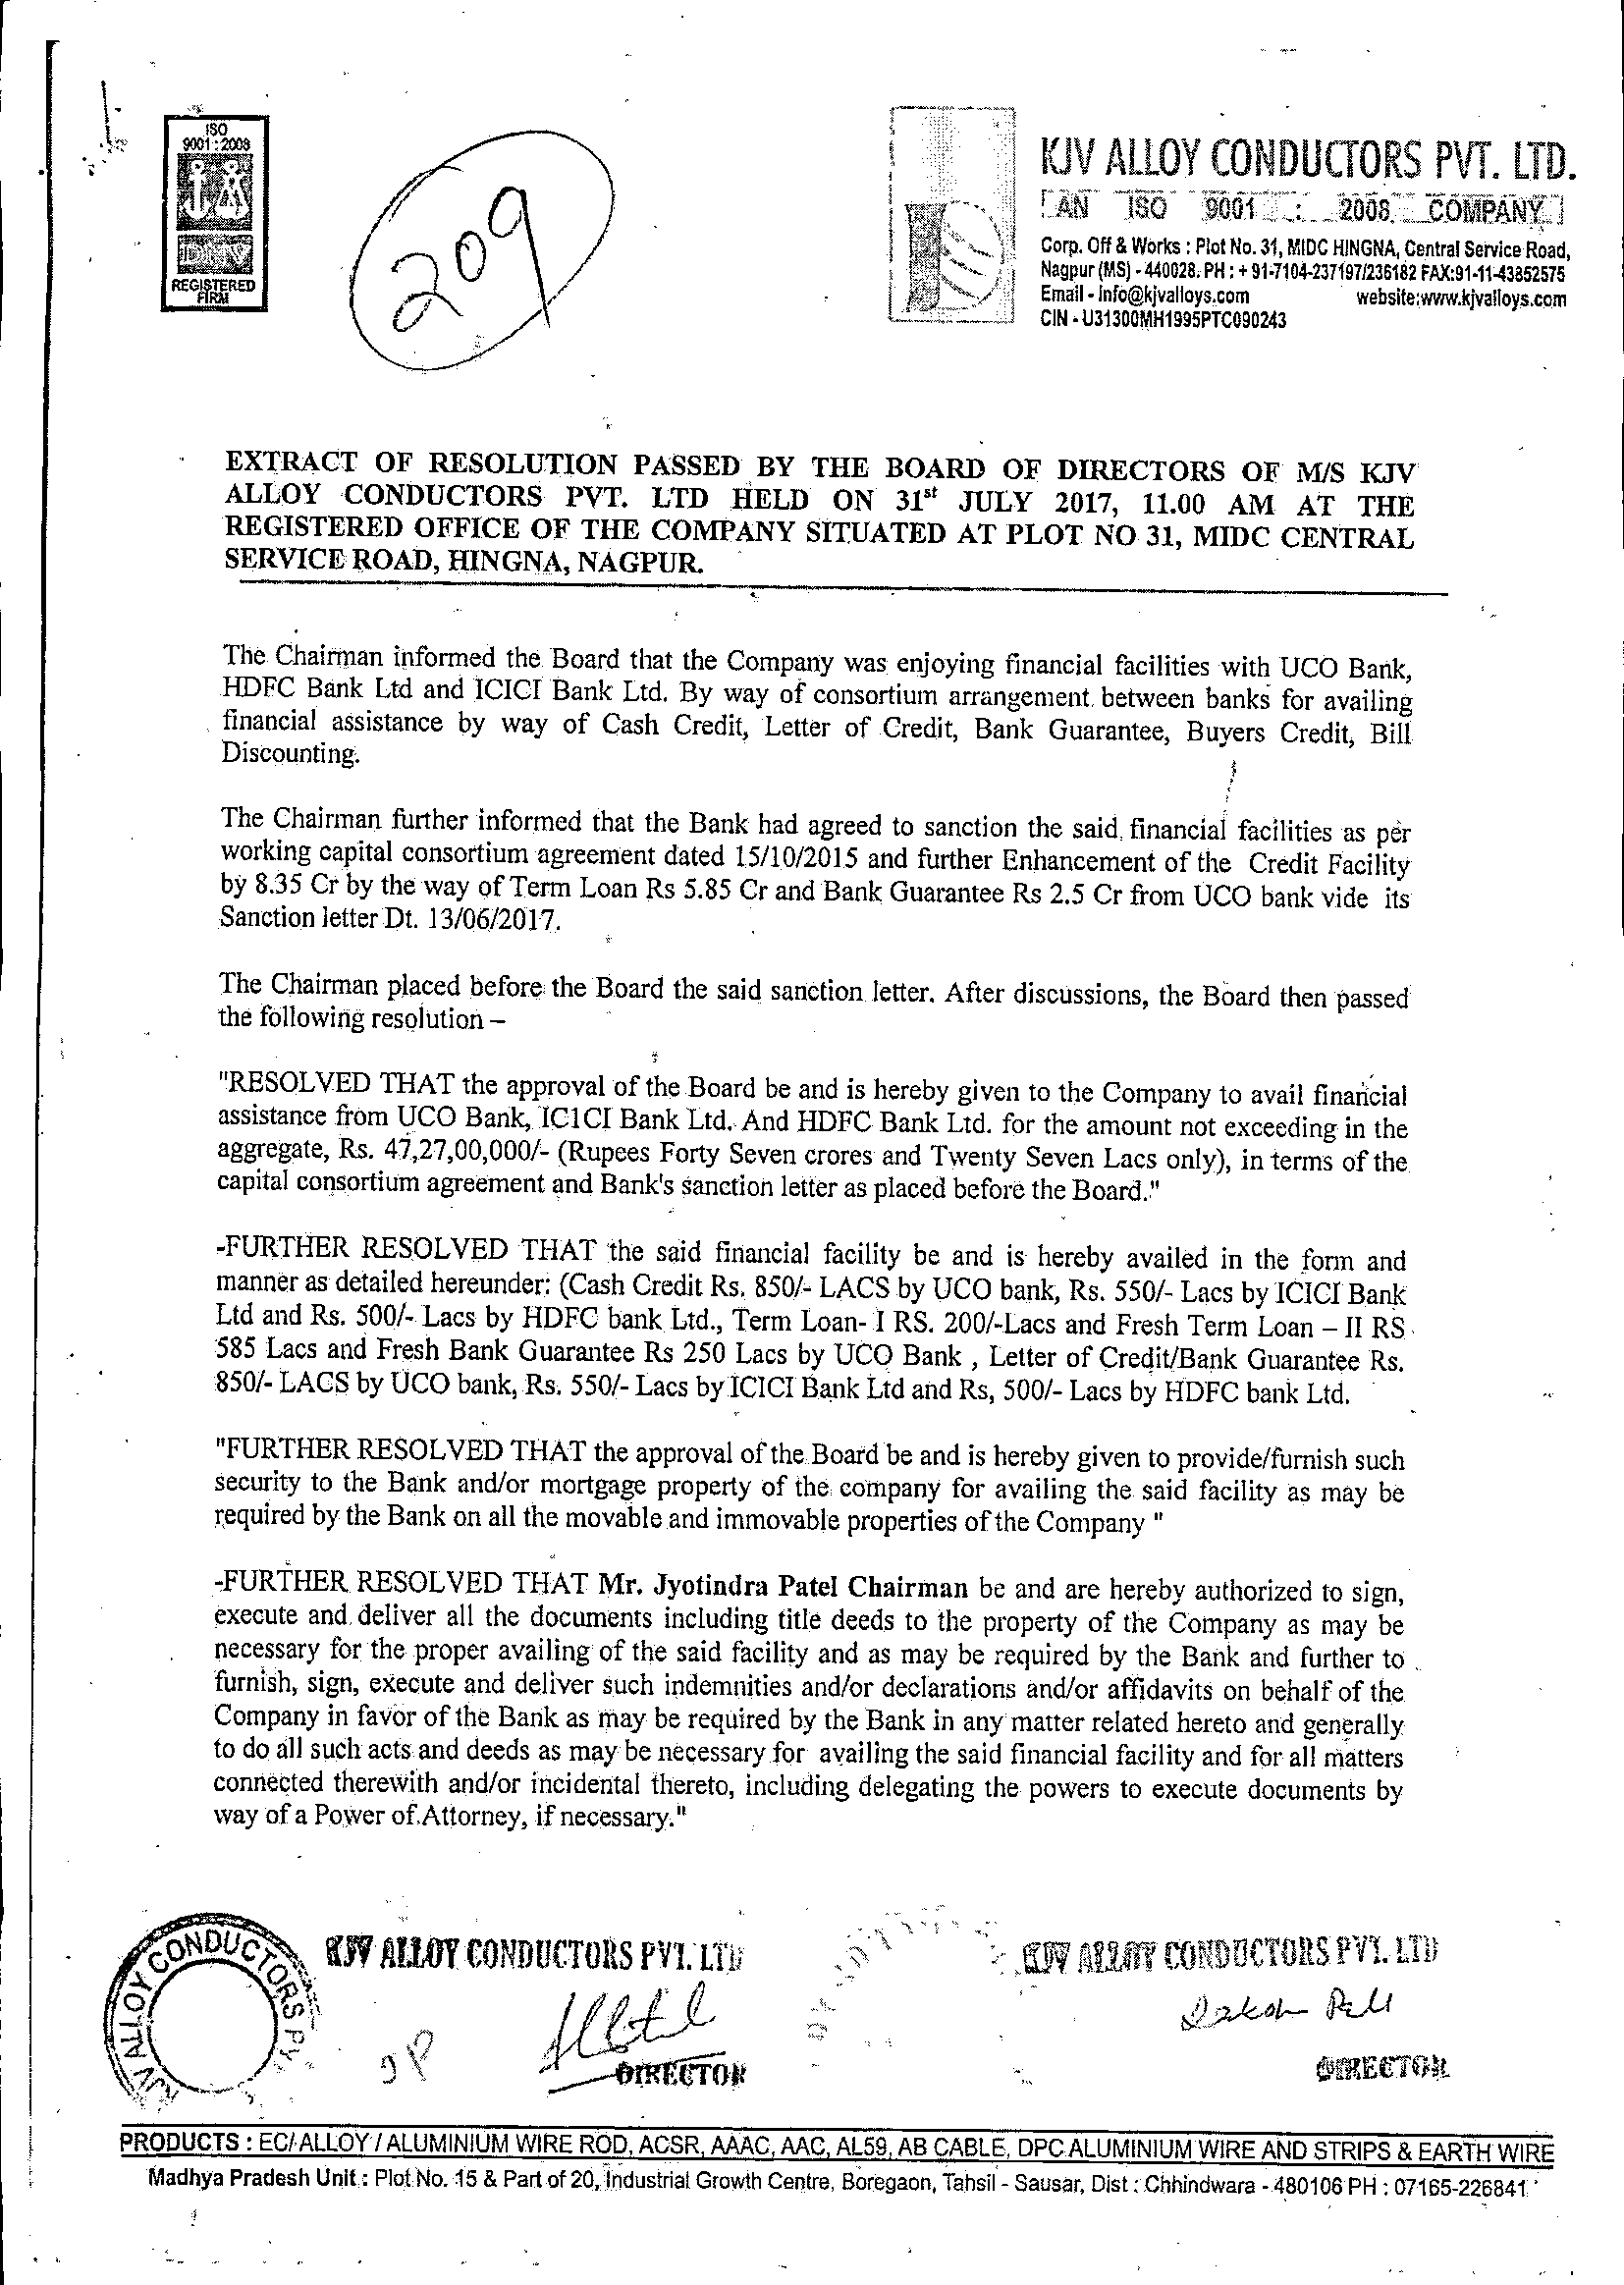 ISO
9001 : 2008
DNV
REGISTERED
FIRM
209
KJV ALLOY CONDUCTORS PVT. LTD.
AN ISO 9001 : 2008 COMPANY
Corp. Off & Works : Plot No. 31, MIDC HINGNA, Central Service Road,
Nagpur (MS) - 440028. PH : + 91-7104-237197/236182 FAX:91-11-43852575
Email - info@kjvalloys.com website:www.kjvalloys.com
CIN - U31300MH1995PTC090243
EXTRACT OF RESOLUTION PASSED BY THE BOARD OF DIRECTORS OF M/S KJV
ALLOY CONDUCTORS PVT. LTD HELD ON 31st JULY 2017, 11.00 AM AT THE
REGISTERED OFFICE OF THE COMPANY SITUATED AT PLOT NO 31, MIDC CENTRAL
SERVICE ROAD, HINGNA, NAGPUR.
The Chairman informed the Board that the Company was enjoying financial facilities with UCO Bank,
HDFC Bank Ltd and ICICI Bank Ltd. By way of consortium arrangement between banks for availing
financial assistance by way of Cash Credit, Letter of Credit, Bank Guarantee, Buyers Credit, Bill
Discounting.
The Chairman further informed that the Bank had agreed to sanction the said financial facilities as per
working capital consortium agreement dated 15/10/2015 and further Enhancement of the Credit Facility
by 8.35 Cr by the way of Term Loan Rs 5.85 Cr and Bank Guarantee Rs 2.5 Cr from UCO bank vide its
Sanction letter Dt. 13/06/2017.
The Chairman placed before the Board the said sanction letter. After discussions, the Board then passed
the following resolution –
"RESOLVED THAT the approval of the Board be and is hereby given to the Company to avail financial
assistance from UCO Bank, IC1CI Bank Ltd. And HDFC Bank Ltd. for the amount not exceeding in the
aggregate, Rs. 47,27,00,000/- (Rupees Forty Seven crores and Twenty Seven Lacs only), in terms of the
capital consortium agreement and Bank's sanction letter as placed before the Board."
-FURTHER RESOLVED THAT the said financial facility be and is hereby availed in the form and
manner as detailed hereunder: (Cash Credit Rs. 850/- LACS by UCO bank, Rs. 550/- Lacs by ICICI Bank
Ltd and Rs. 500/- Lacs by HDFC bank Ltd., Term Loan- I RS. 200/-Lacs and Fresh Term Loan – II RS
585 Lacs and Fresh Bank Guarantee Rs 250 Lacs by UCO Bank , Letter of Credit/Bank Guarantee Rs.
850/- LACS by UCO bank, Rs. 550/- Lacs by ICICI Bank Ltd and Rs, 500/- Lacs by HDFC bank Ltd.
"FURTHER RESOLVED THAT the approval of the Board be and is hereby given to provide/furnish such
security to the Bank and/or mortgage property of the company for availing the said facility as may be
required by the Bank on all the movable and immovable properties of the Company "
-FURTHER RESOLVED THAT Mr. Jyotindra Patel Chairman be and are hereby authorized to sign,
execute and deliver all the documents including title deeds to the property of the Company as may be
necessary for the proper availing of the said facility and as may be required by the Bank and further to
furnish, sign, execute and deliver such indemnities and/or declarations and/or affidavits on behalf of the
Company in favor of the Bank as may be required by the Bank in any matter related hereto and generally
to do all such acts and deeds as may be necessary for availing the said financial facility and for all matters
connected therewith and/or incidental thereto, including delegating the powers to execute documents by
way of a Power of Attorney, if necessary."
KJV ALLOY CONDUCTORS PV
KJV ALLOY CONDUCTORS PVT. LTD
KJV ALLOY CONDUCTORS PVT. LTD
DIRECTOR
DIRECTOR
PRODUCTS : EC/ ALLOY / ALUMINIUM WIRE ROD, ACSR, AAAC, AAC, AL59, AB CABLE, DPC ALUMINIUM WIRE AND STRIPS & EARTH WIRE
Madhya Pradesh Unit : Plot No. 15 & Part of 20, Industrial Growth Centre, Boregaon, Tahsil - Sausar, Dist : Chhindwara - 480106 PH : 07165-226841